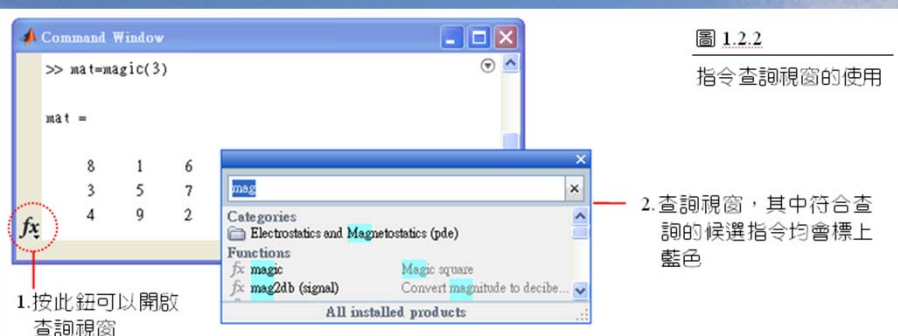 Command Window
>> mat=magic(3)
mat =
8 1 6
3 5 7
4 9 2
fx
mag
Categories
Electrostatics and Magnetostatics (pde)
Functions
fx magic Magic square
fx mag2db (signal) Convert magnitude to decibe...
All installed products
1.按此鈕可以開啟
查詢視窗
圖 1.2.2
指令查詢視窗的使用
2.查詢視窗，其中符合查
詢的候選指令均會標上
藍色